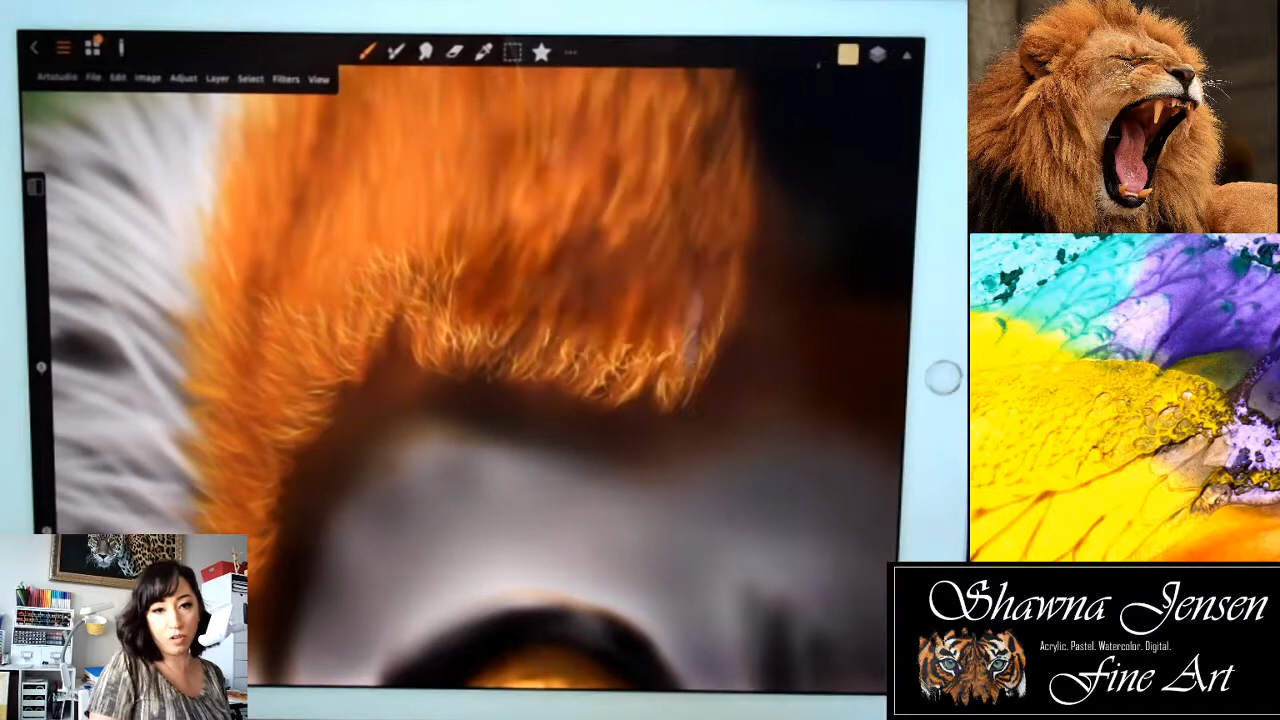 Artstudio File Edit Image Adjust Layer Select Filters View
Shawna Jensen
Acrylic. Pastel. Watercolor. Digital.
Fine Art